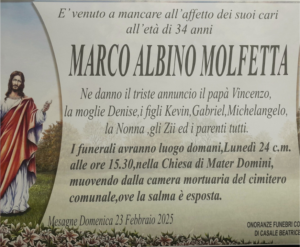 E' venuto a mancare all'affetto dei suoi cari
all'età di 34 anni
MARCO ALBINO MOLFETTA
Ne danno il triste annuncio il papà Vincenzo,
la moglie Denise,i figli Kevin,Gabriel,Michelangelo,
la Nonna ,gli Zii ed i parenti tutti.
I funerali avranno luogo domani,Lunedì 24 c.m.
alle ore 15.30,nella Chiesa di Mater Domini,
muovendo dalla camera mortuaria del cimitero
comunale,ove la salma è esposta.
Mesagne Domenica 23 Febbraio 2025
ONORANZE FUNEBRI CO
DI CASALE BEATRICE